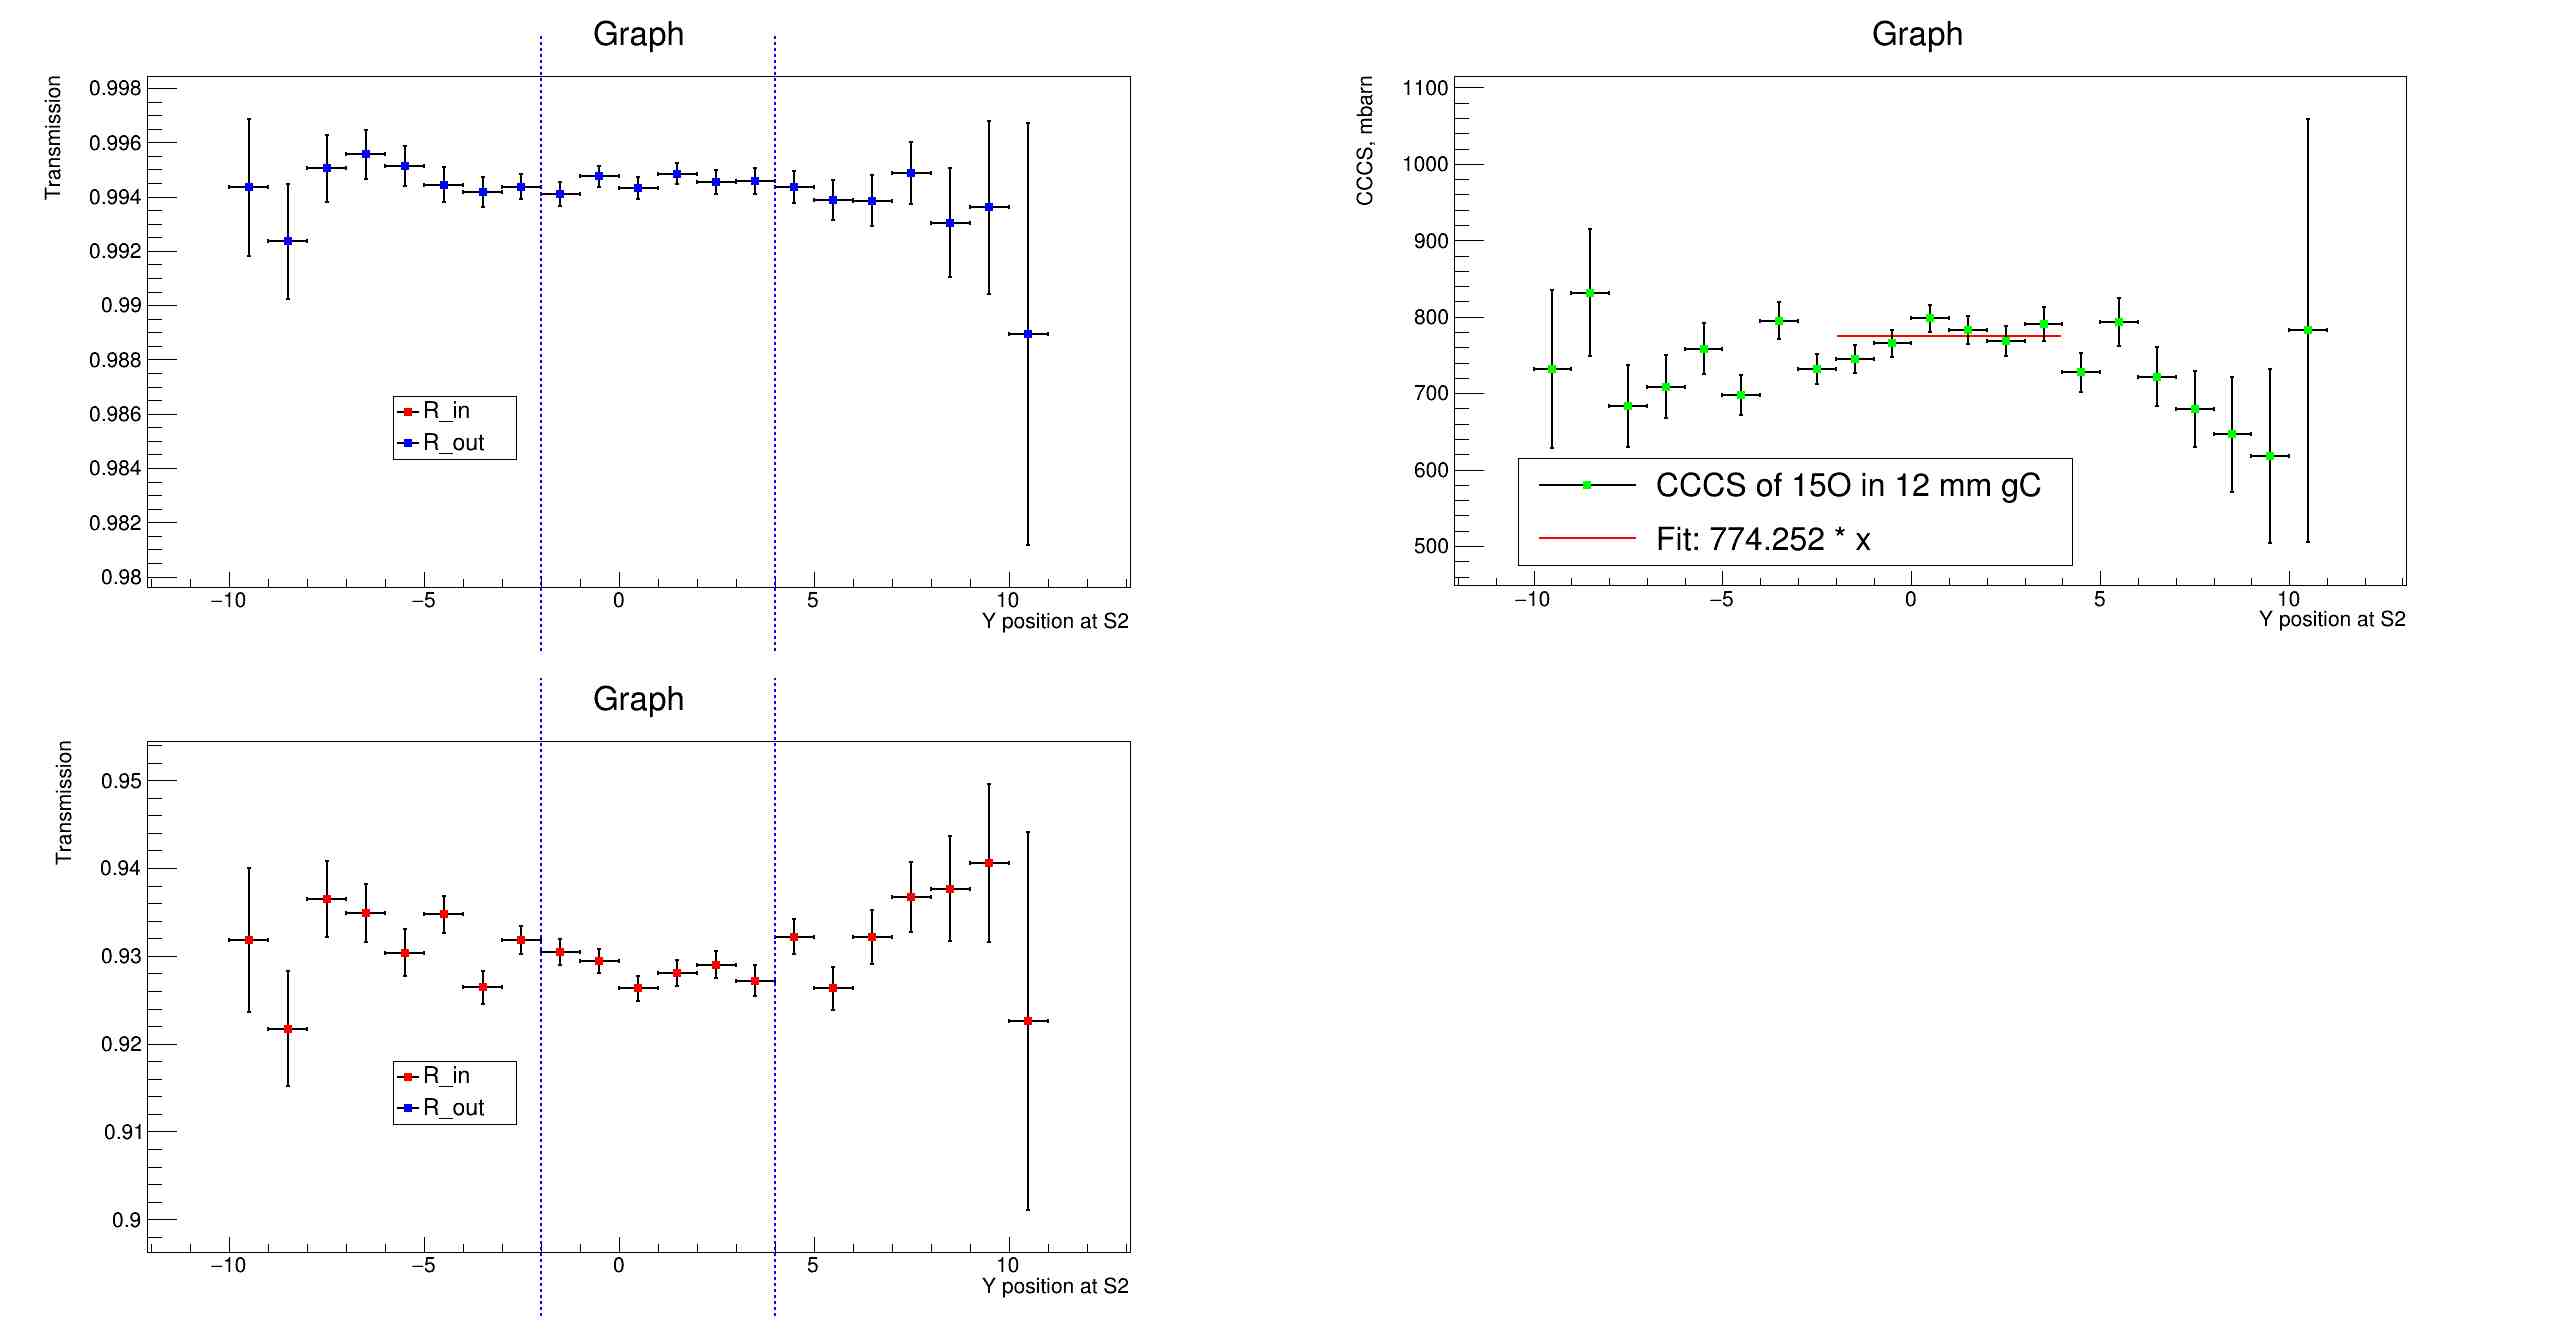 Graph
Transmission
0.998
0.996
0.994
0.992
0.99
0.988
0.986
0.984
0.982
0.98
R_in
R_out
−10
−5
0
5
10
Y position at S2
Graph
CCCS, mbarn
1100
1000
900
800
700
600
500
CCCS of 15O in 12 mm gC
Fit: 774.252 * x
−10
−5
0
5
10
Y position at S2
Graph
Transmission
0.95
0.94
0.93
0.92
0.91
0.9
R_in
R_out
−10
−5
0
5
10
Y position at S2